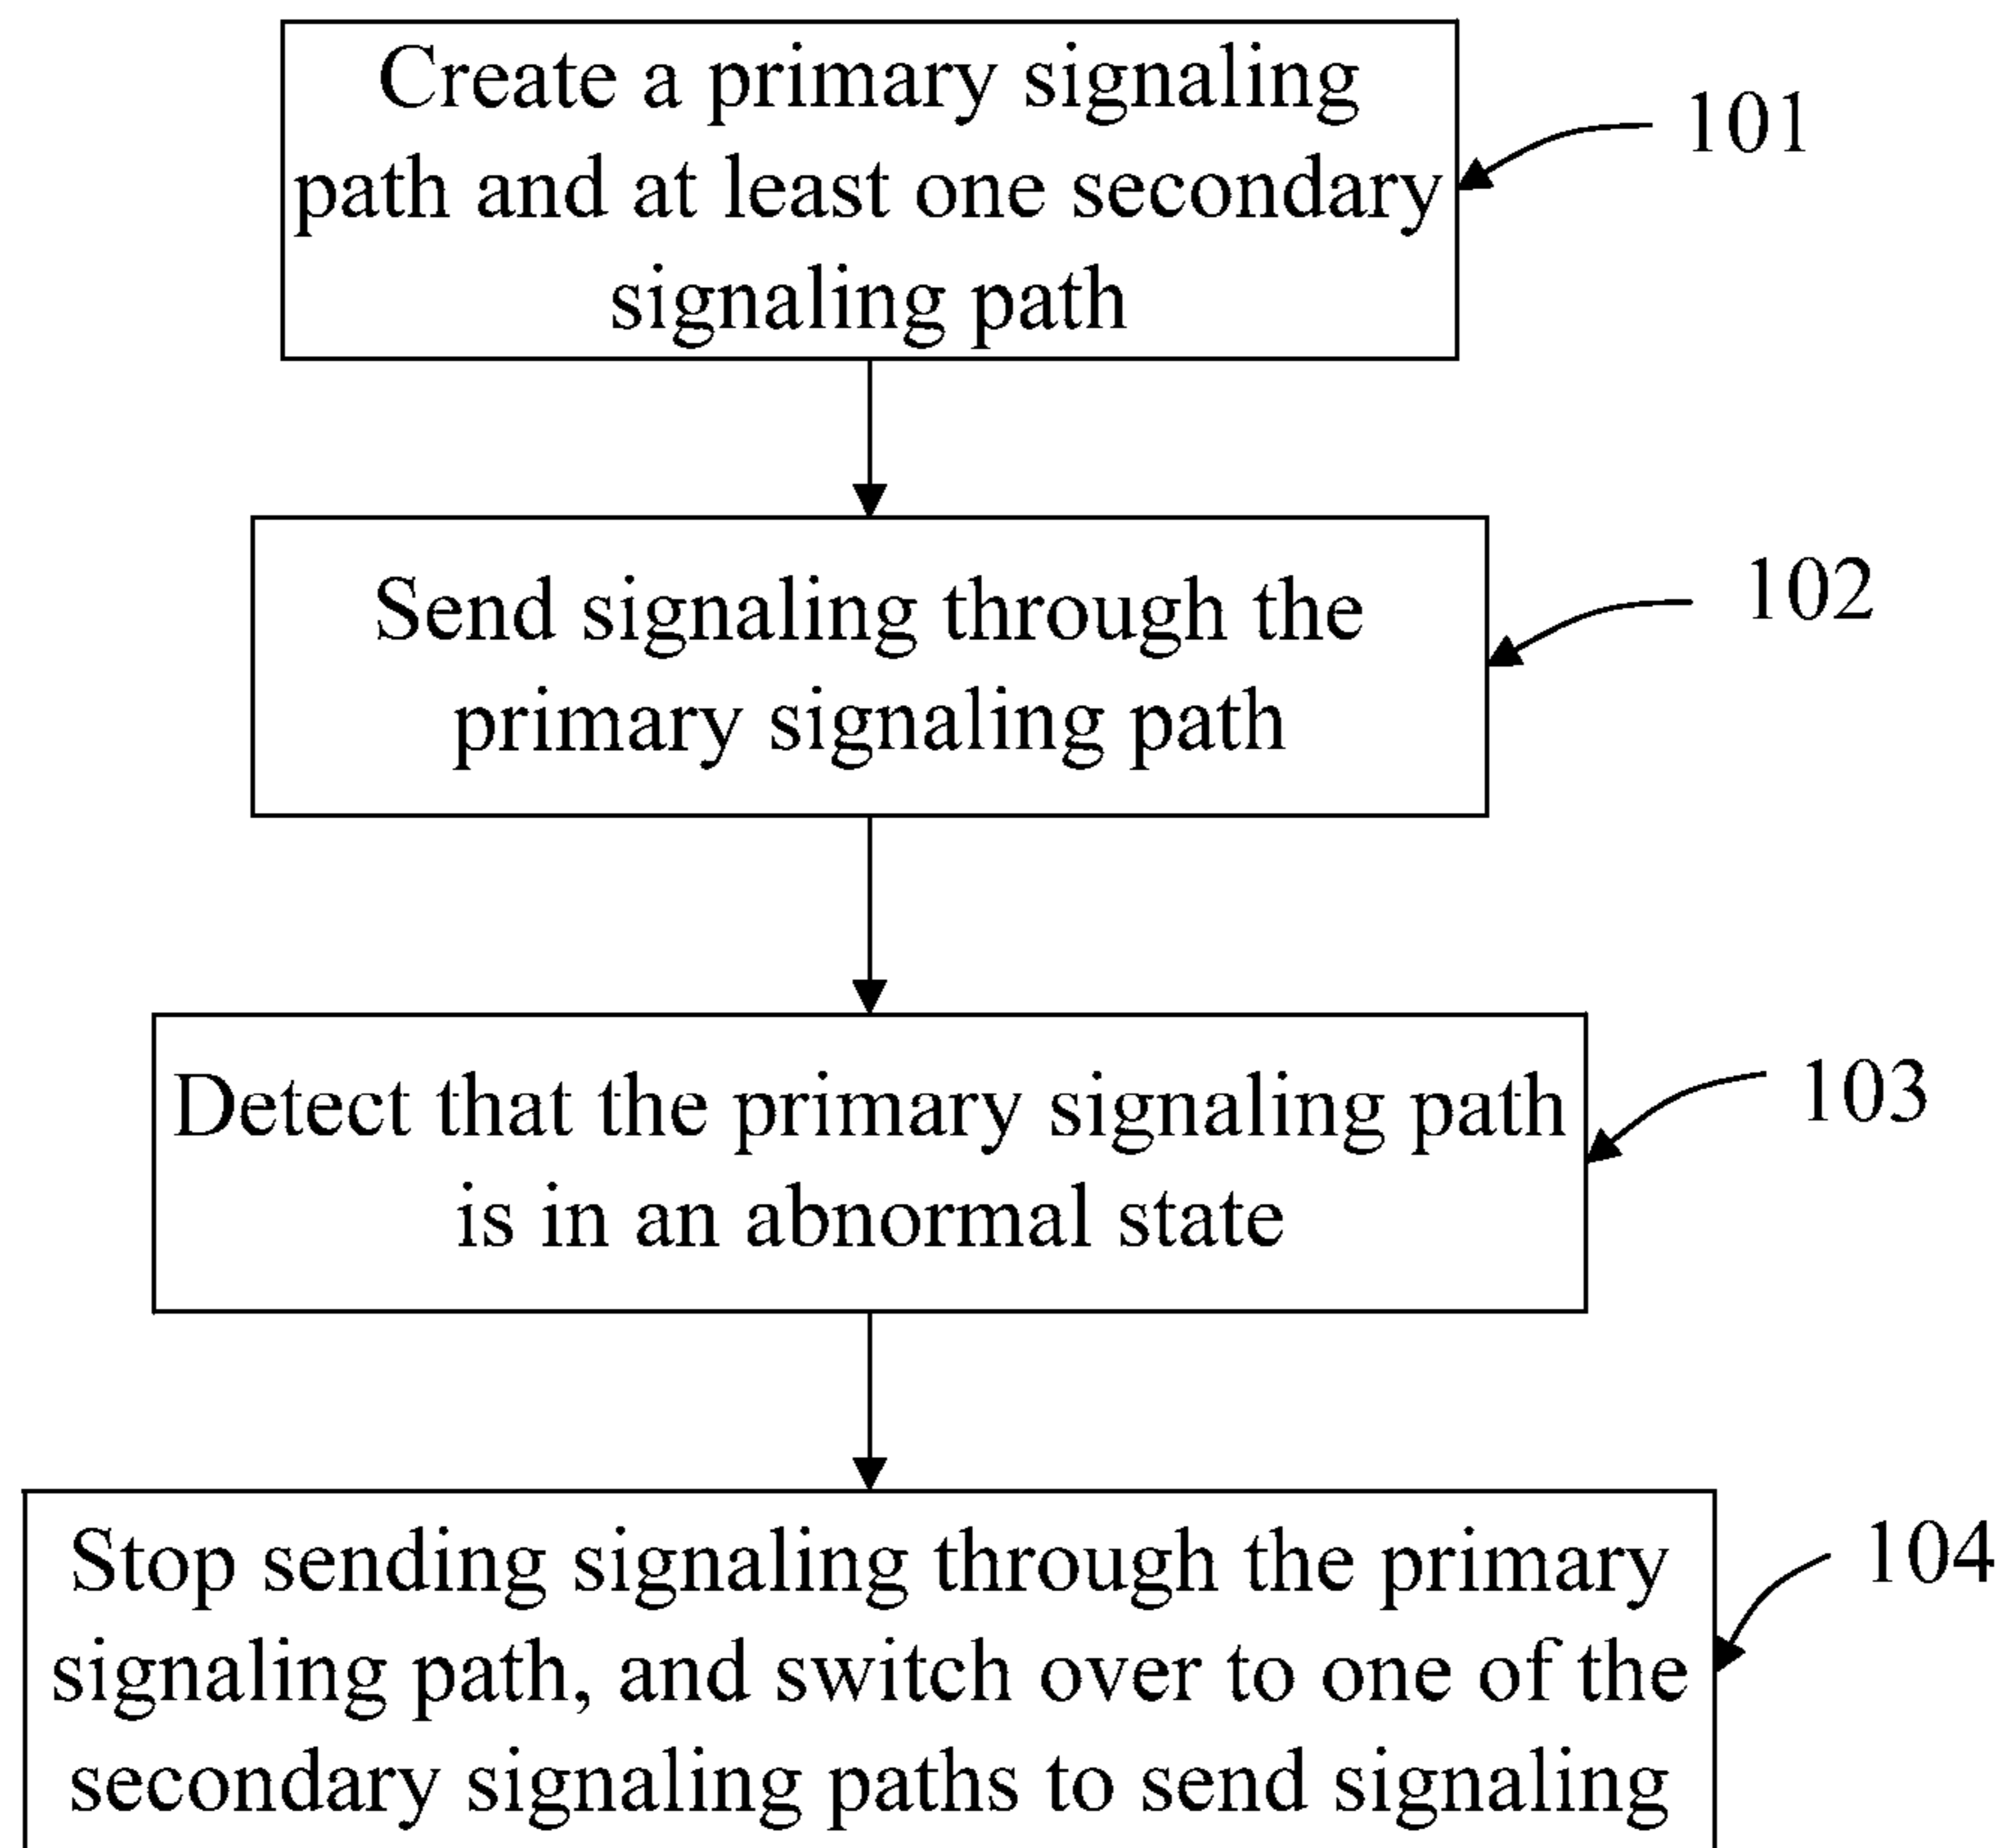 Create a primary signaling
path and at least one secondary
signaling path
101
Send signaling through the
primary signaling path
102
Detect that the primary signaling path
is in an abnormal state
103
Stop sending signaling through the primary
signaling path, and switch over to one of the
secondary signaling paths to send signaling
104